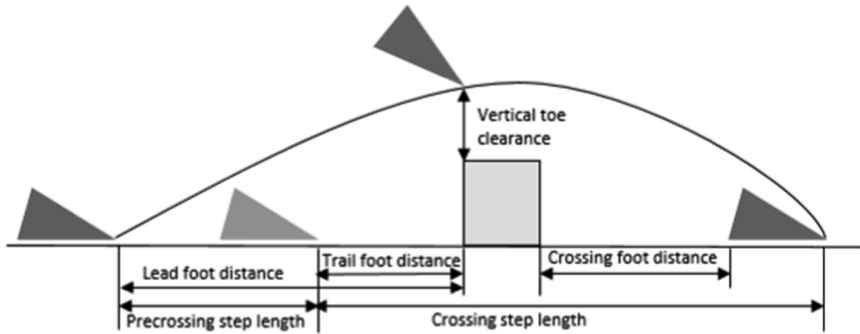 Vertical toe
clearance
Trail foot distance
Crossing foot distance
Lead foot distance
Precrossing step length
Crossing step length